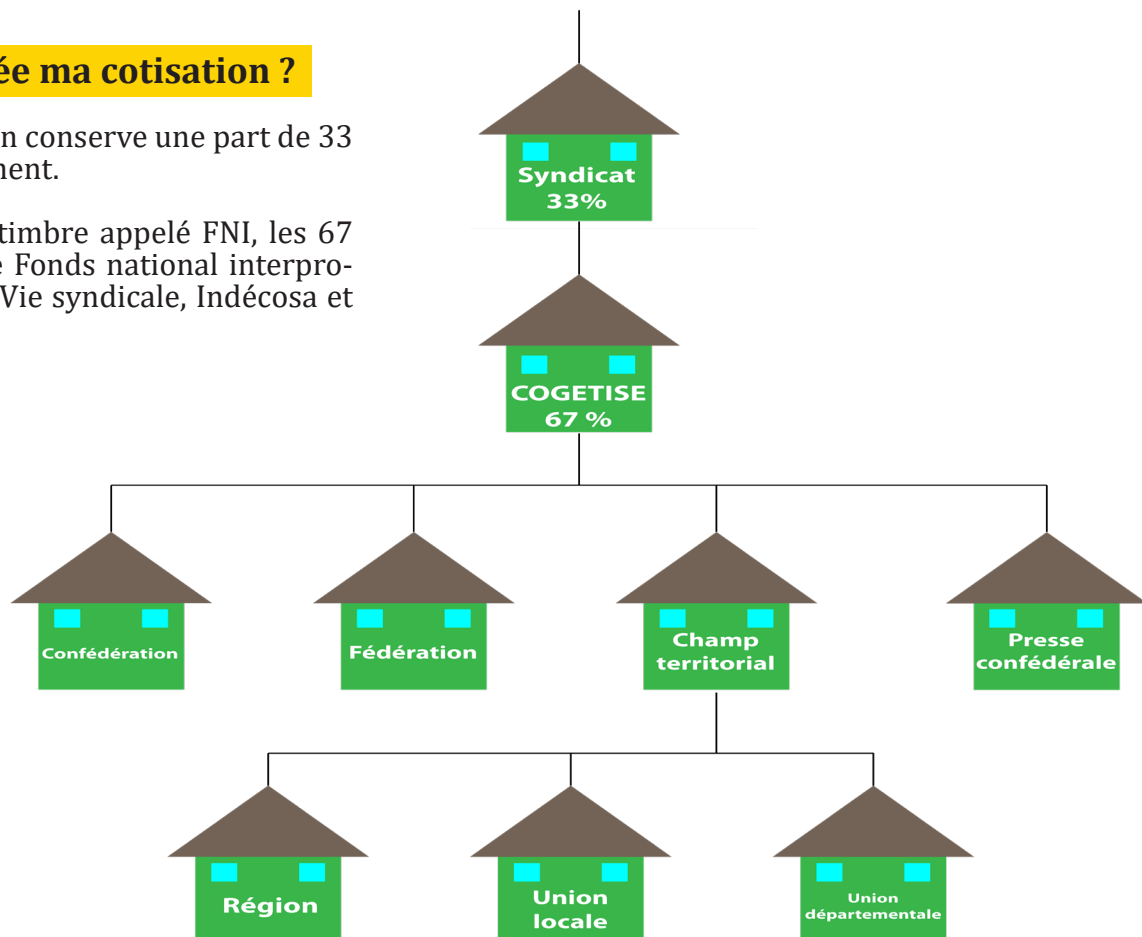 ée ma cotisation ?
n conserve une part de 33
ment.
timbre appelé FNI, les 67
e Fonds national interpro-
Vie syndicale, Indécosa et
Syndicat
33%
COGETISE
67 %
Confédération
Fédération
Champ
territorial
Presse
confédérale
Région
Union
locale
Union
départementale